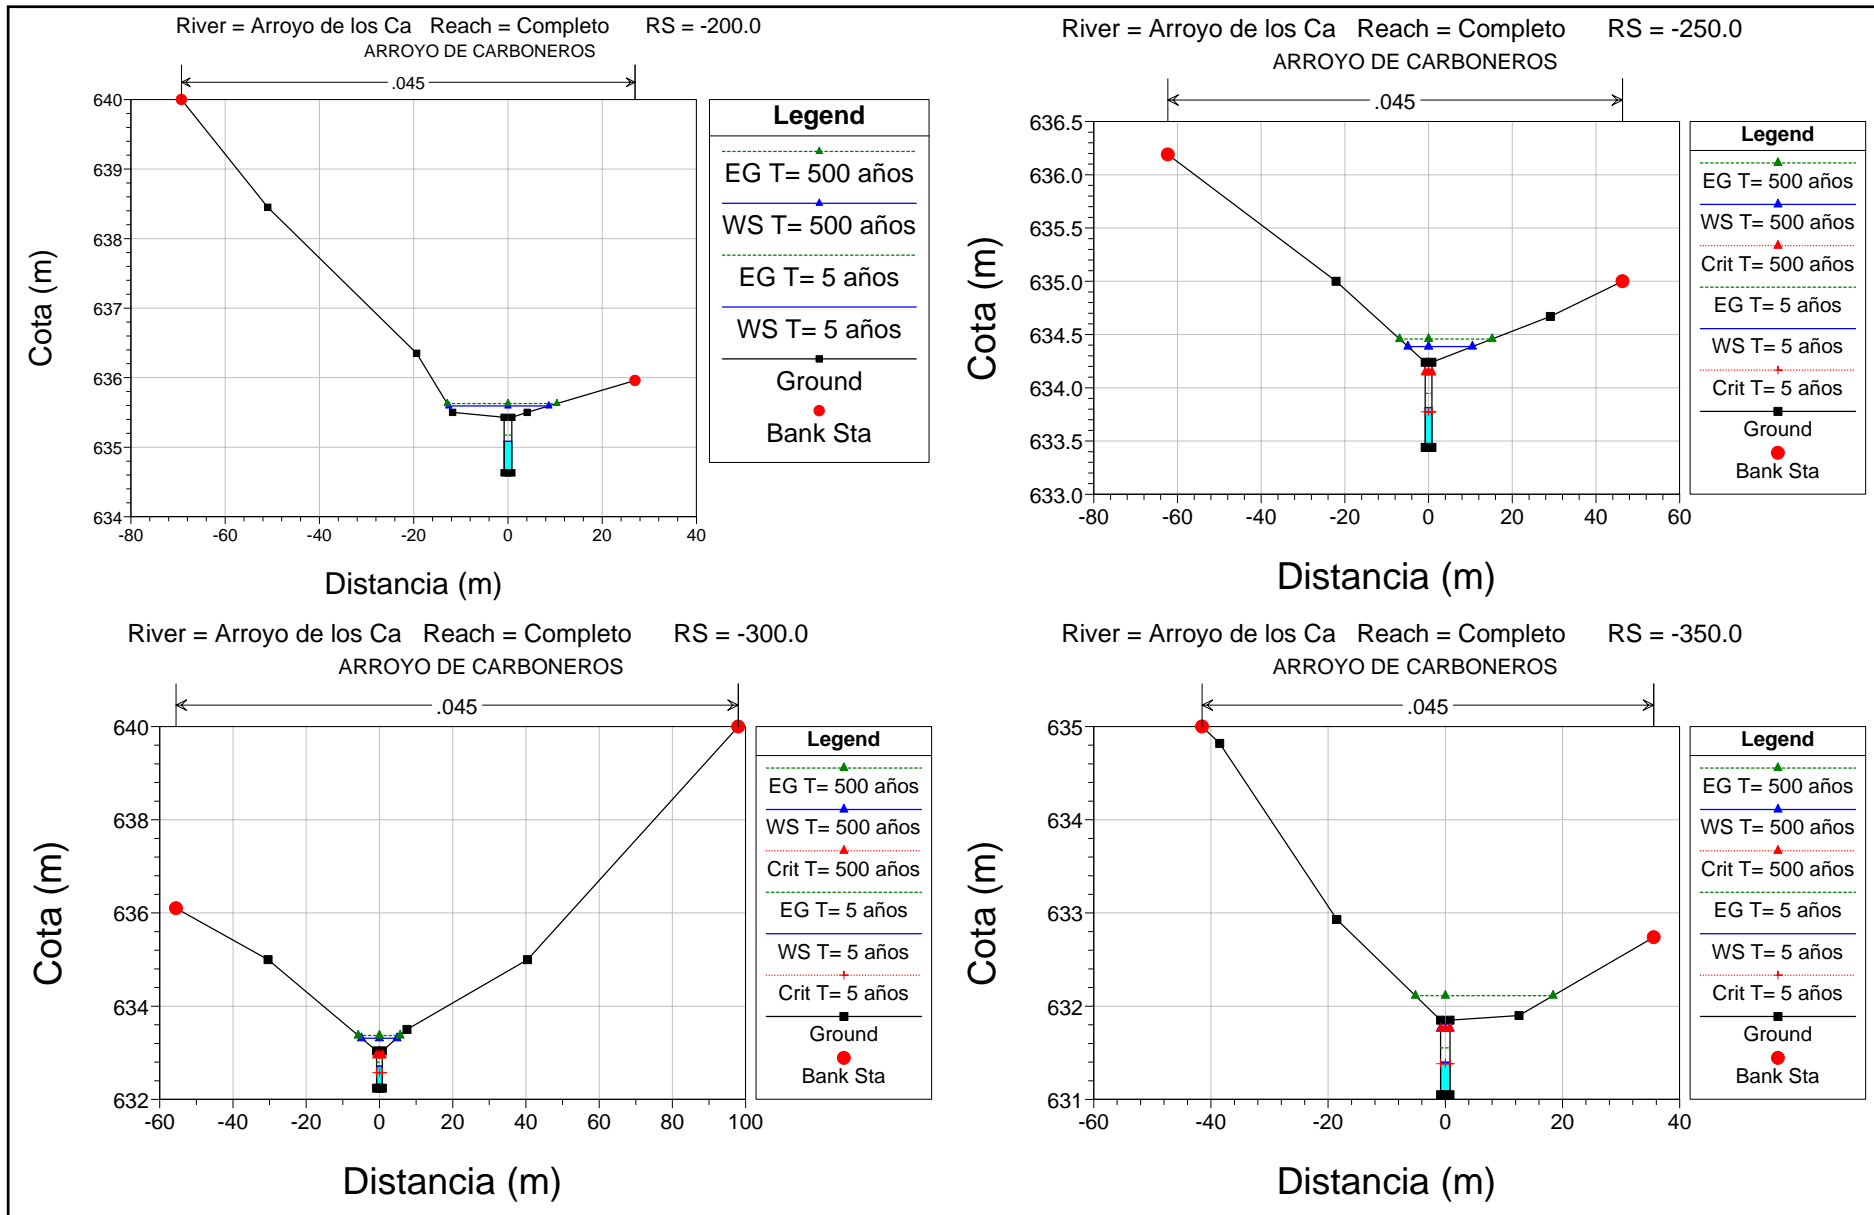 River = Arroyo de los Ca Reach = Completo RS = -200.0
ARROYO DE CARBONEROS
.045
640
639
638
637
636
635
634
-80 -60 -40 -20 0 20 40
Cota (m)
Distancia (m)
Legend
EG T= 500 años
WS T= 500 años
EG T= 5 años
WS T= 5 años
Ground
Bank Sta
River = Arroyo de los Ca Reach = Completo RS = -250.0
ARROYO DE CARBONEROS
.045
636.5
636.0
635.5
635.0
634.5
634.0
633.5
633.0
-80 -60 -40 -20 0 20 40 60
Cota (m)
Distancia (m)
Legend
EG T= 500 años
WS T= 500 años
Crit T= 500 años
EG T= 5 años
WS T= 5 años
Crit T= 5 años
Ground
Bank Sta
River = Arroyo de los Ca Reach = Completo RS = -300.0
ARROYO DE CARBONEROS
.045
640
638
636
634
632
-60 -40 -20 0 20 40 60 80 100
Cota (m)
Distancia (m)
Legend
EG T= 500 años
WS T= 500 años
Crit T= 500 años
EG T= 5 años
WS T= 5 años
Crit T= 5 años
Ground
Bank Sta
River = Arroyo de los Ca Reach = Completo RS = -350.0
ARROYO DE CARBONEROS
.045
635
634
633
632
631
-60 -40 -20 0 20 40
Cota (m)
Distancia (m)
Legend
EG T= 500 años
WS T= 500 años
Crit T= 500 años
EG T= 5 años
WS T= 5 años
Crit T= 5 años
Ground
Bank Sta